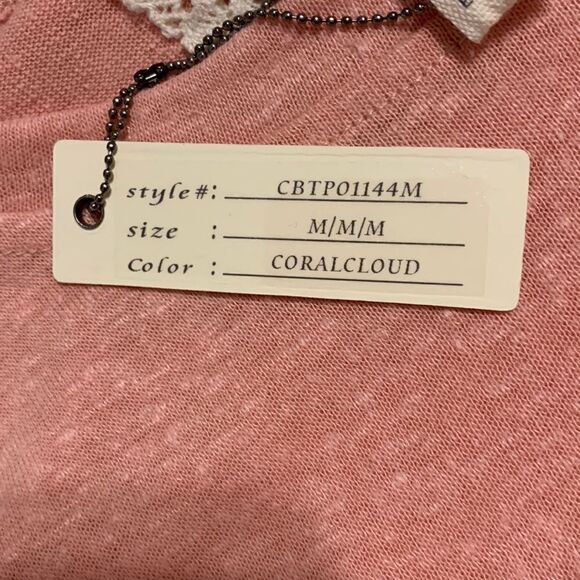 style#: CBTP01144M
size : M/M/M
Color : CORALCLOUD